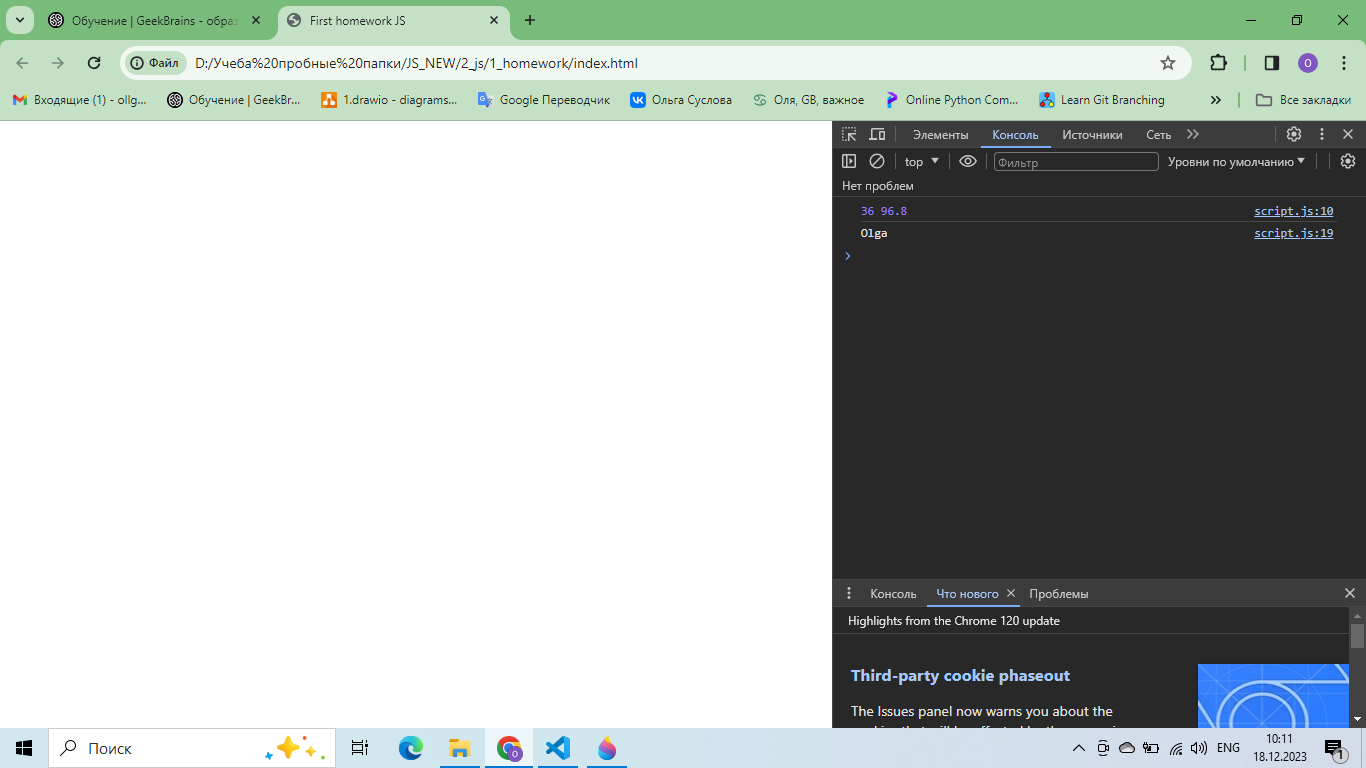 Обучение | GeekBrains - образ
First homework JS
Файл
D:/Учеба%20пробные%20папки/JS_NEW/2_js/1_homework/index.html
О
Входящие (1) - ollg...
Обучение | GeekBr...
1.drawio - diagrams...
Google Переводчик
Ольга Суслова
Оля, GB, важное
Online Python Com...
Learn Git Branching
Все закладки
Элементы
Консоль
Источники
Сеть
top
Фильтр
Уровни по умолчанию
Нет проблем
36 96.8 script.js:10
Olga script.js:19
Консоль
Что нового
Проблемы
Highlights from the Chrome 120 update
Third-party cookie phaseout
The Issues panel now warns you about the
Поиск
ENG
10:11
18.12.2023
1